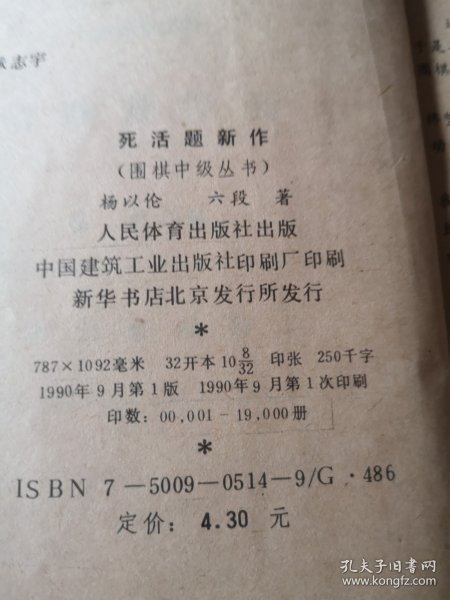 志宇
死活题新作
(围棋中级丛书)
杨以伦 六段 著
人民体育出版社出版
中国建筑工业出版社印刷厂印刷
新华书店北京发行所发行
*
787×1092毫米 32开本 10 8/32 印张 250千字
1990年9月第1版 1990年9月第1次印刷
印数：00,001－19,000册
*
ISBN 7－5009－0514－9/G·486
定价：4.30 元
孔夫子旧书网
www.kongfz.com